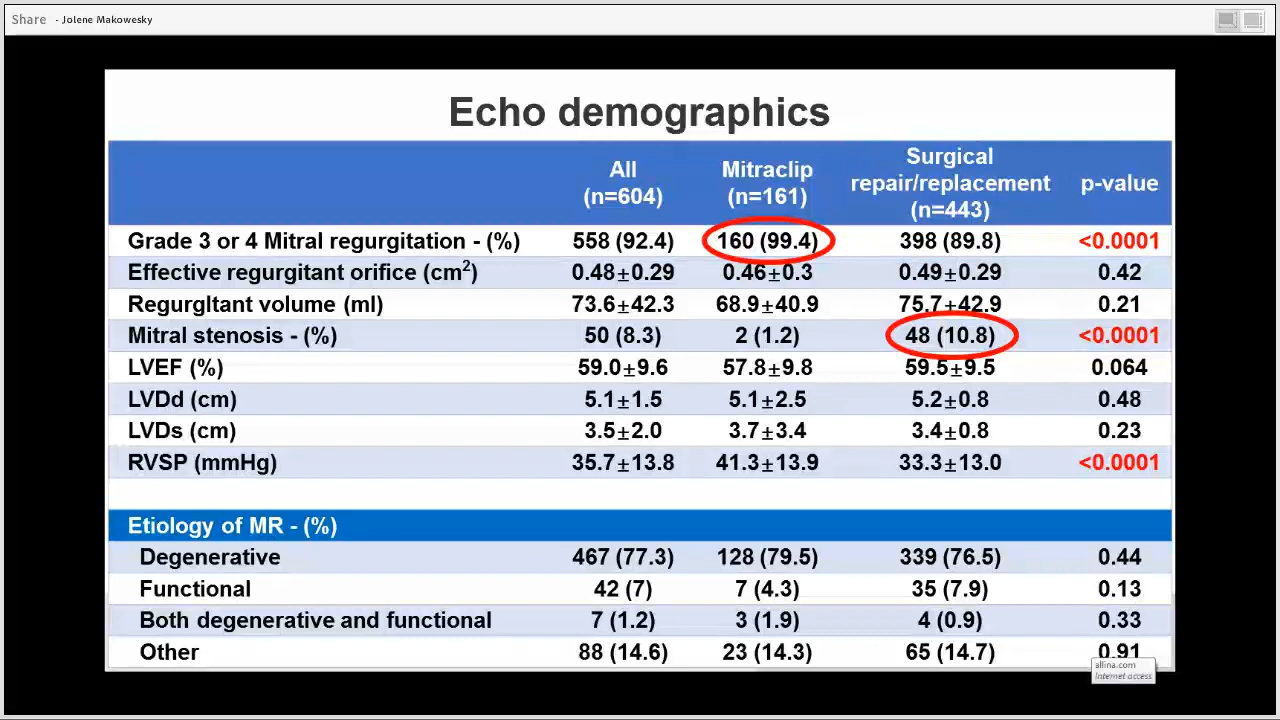 Share - Jolene Makowesky
Echo demographics
All (n=604) Mitraclip (n=161) Surgical repair/replacement (n=443) p-value
Grade 3 or 4 Mitral regurgitation - (%) 558 (92.4) 160 (99.4) 398 (89.8) <0.0001
Effective regurgitant orifice (cm²) 0.48±0.29 0.46±0.3 0.49±0.29 0.42
Regurgltant volume (ml) 73.6±42.3 68.9±40.9 75.7±42.9 0.21
Mitral stenosis - (%) 50 (8.3) 2 (1.2) 48 (10.8) <0.0001
LVEF (%) 59.0±9.6 57.8±9.8 59.5±9.5 0.064
LVDd (cm) 5.1±1.5 5.1±2.5 5.2±0.8 0.48
LVDs (cm) 3.5±2.0 3.7±3.4 3.4±0.8 0.23
RVSP (mmHg) 35.7±13.8 41.3±13.9 33.3±13.0 <0.0001
Etiology of MR - (%)
Degenerative 467 (77.3) 128 (79.5) 339 (76.5) 0.44
Functional 42 (7) 7 (4.3) 35 (7.9) 0.13
Both degenerative and functional 7 (1.2) 3 (1.9) 4 (0.9) 0.33
Other 88 (14.6) 23 (14.3) 65 (14.7) 0.91
allina.com
Internet access